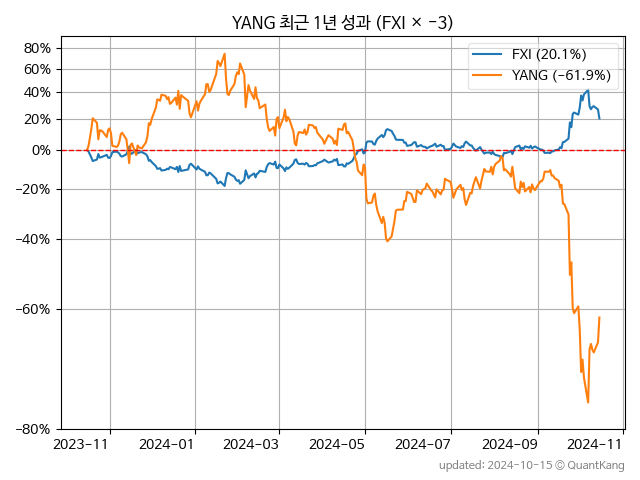 YANG 최근 1년 성과 (FXI × -3)
FXI (20.1%)
YANG (-61.9%)
80%
60%
40%
20%
0%
-20%
-40%
-60%
-80%
2023-11 2024-01 2024-03 2024-05 2024-07 2024-09 2024-11
updated: 2024-10-15 © QuantKang